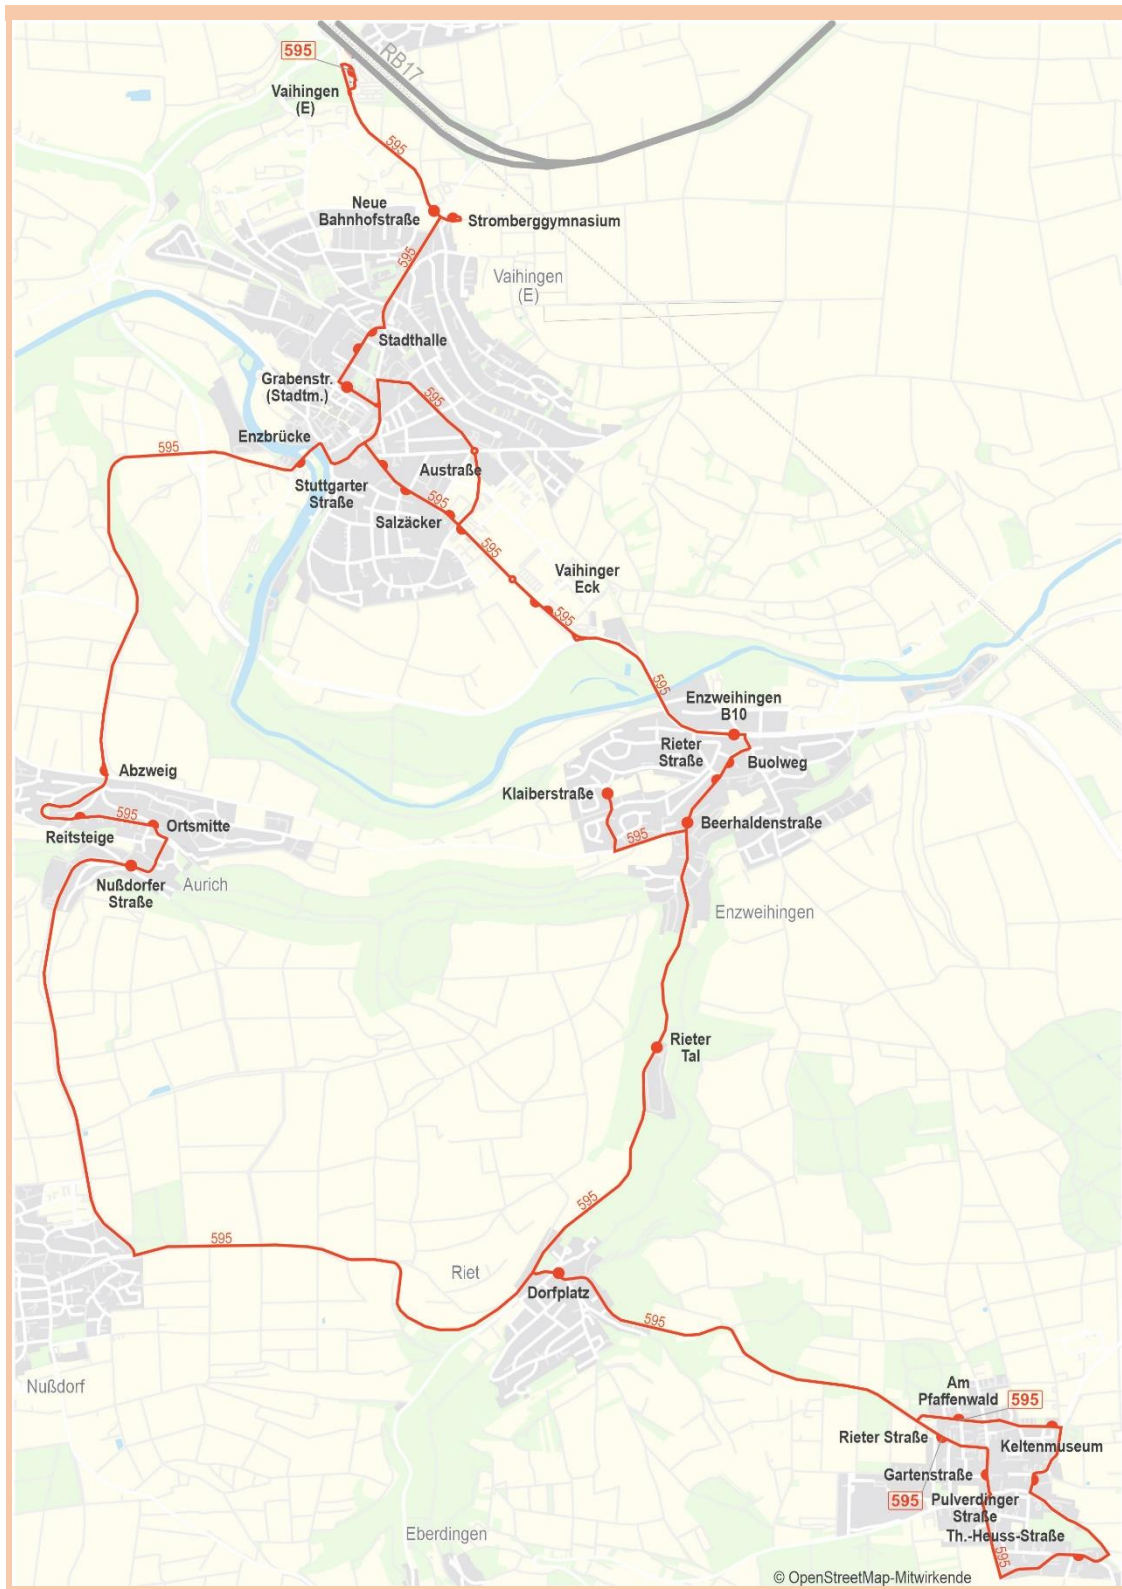 595
RB17
Vaihingen
(E)
595
Neue
Bahnhofstraße
Stromberggymnasium
595
Vaihingen
(E)
Stadthalle
Grabenstr.
(Stadtm.)
595
Enzbrücke
595
Stuttgarter
Straße
Austraße
595
Salzäcker
595
Vaihinger
Eck
595
595
Enzweihingen
B10
Rieter
Straße
Buolweg
Abzweig
Klaiberstraße
595
Ortsmitte
Reitsteige
Beerhaldenstraße
595
Nußdorfer
Straße
Aurich
Enzweihingen
Rieter
Tal
595
595
Riet
Dorfplatz
595
Nußdorf
Am
Pfaffenwald
595
Rieter Straße
Keltenmuseum
Gartenstraße
595
Pulverdinger
Straße
Th.-Heuss-Straße
Eberdingen
595
© OpenStreetMap-Mitwirkende